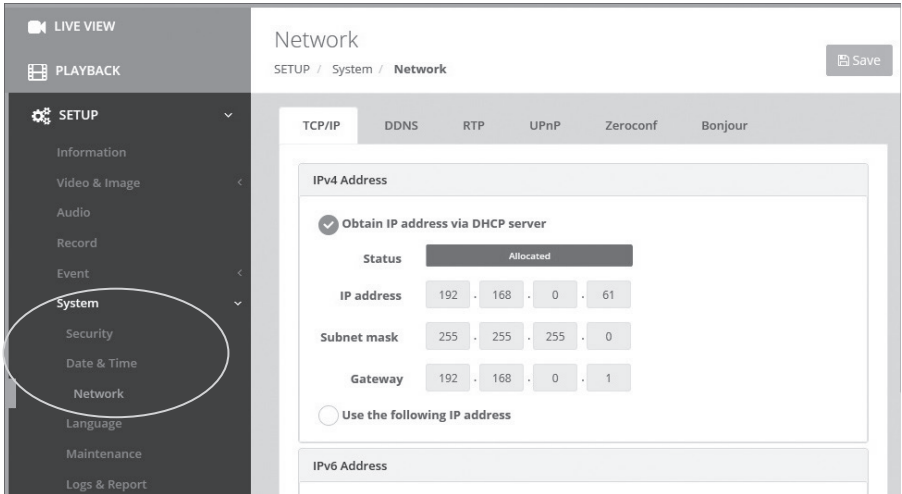 LIVE VIEW
PLAYBACK
SETUP
Information
Video & Image
Audio
Record
Event
System
Security
Date & Time
Network
Language
Maintenance
Logs & Report
Network
SETUP / System / Network
Save
TCP/IP DDNS RTP UPnP Zeroconf Bonjour
IPv4 Address
Obtain IP address via DHCP server
Status Allocated
IP address 192 . 168 . 0 . 61
Subnet mask 255 . 255 . 255 . 0
Gateway 192 . 168 . 0 . 1
Use the following IP address
IPv6 Address